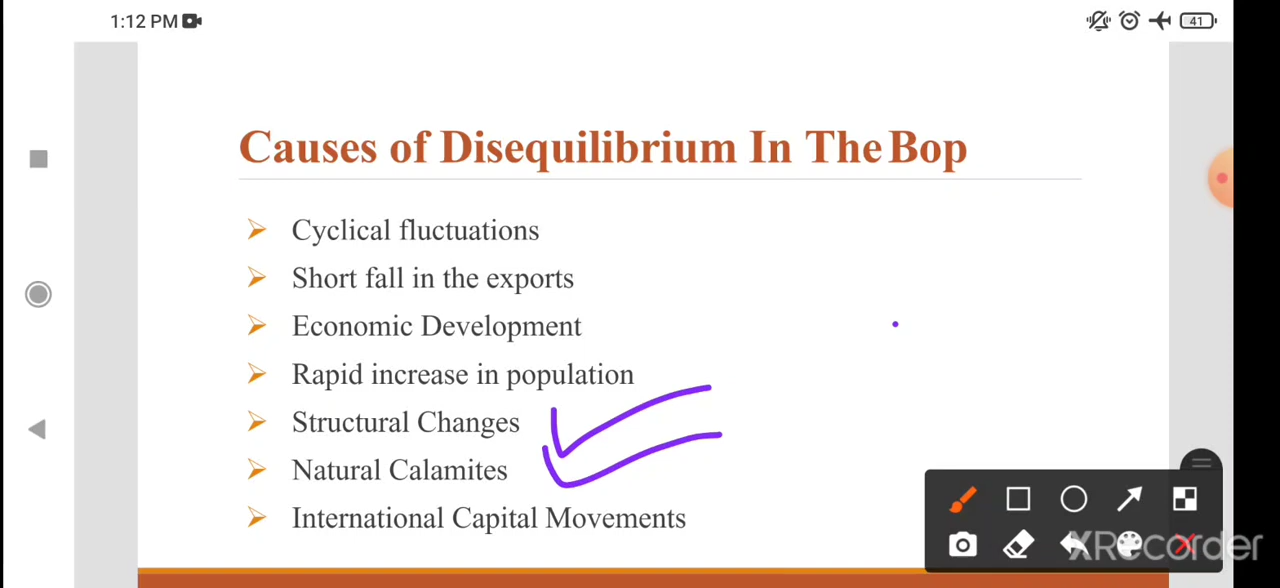 1:12 PM
41
Causes of Disequilibrium In The Bop
Cyclical fluctuations
Short fall in the exports
Economic Development
Rapid increase in population
Structural Changes
Natural Calamites
International Capital Movements
XRecorder